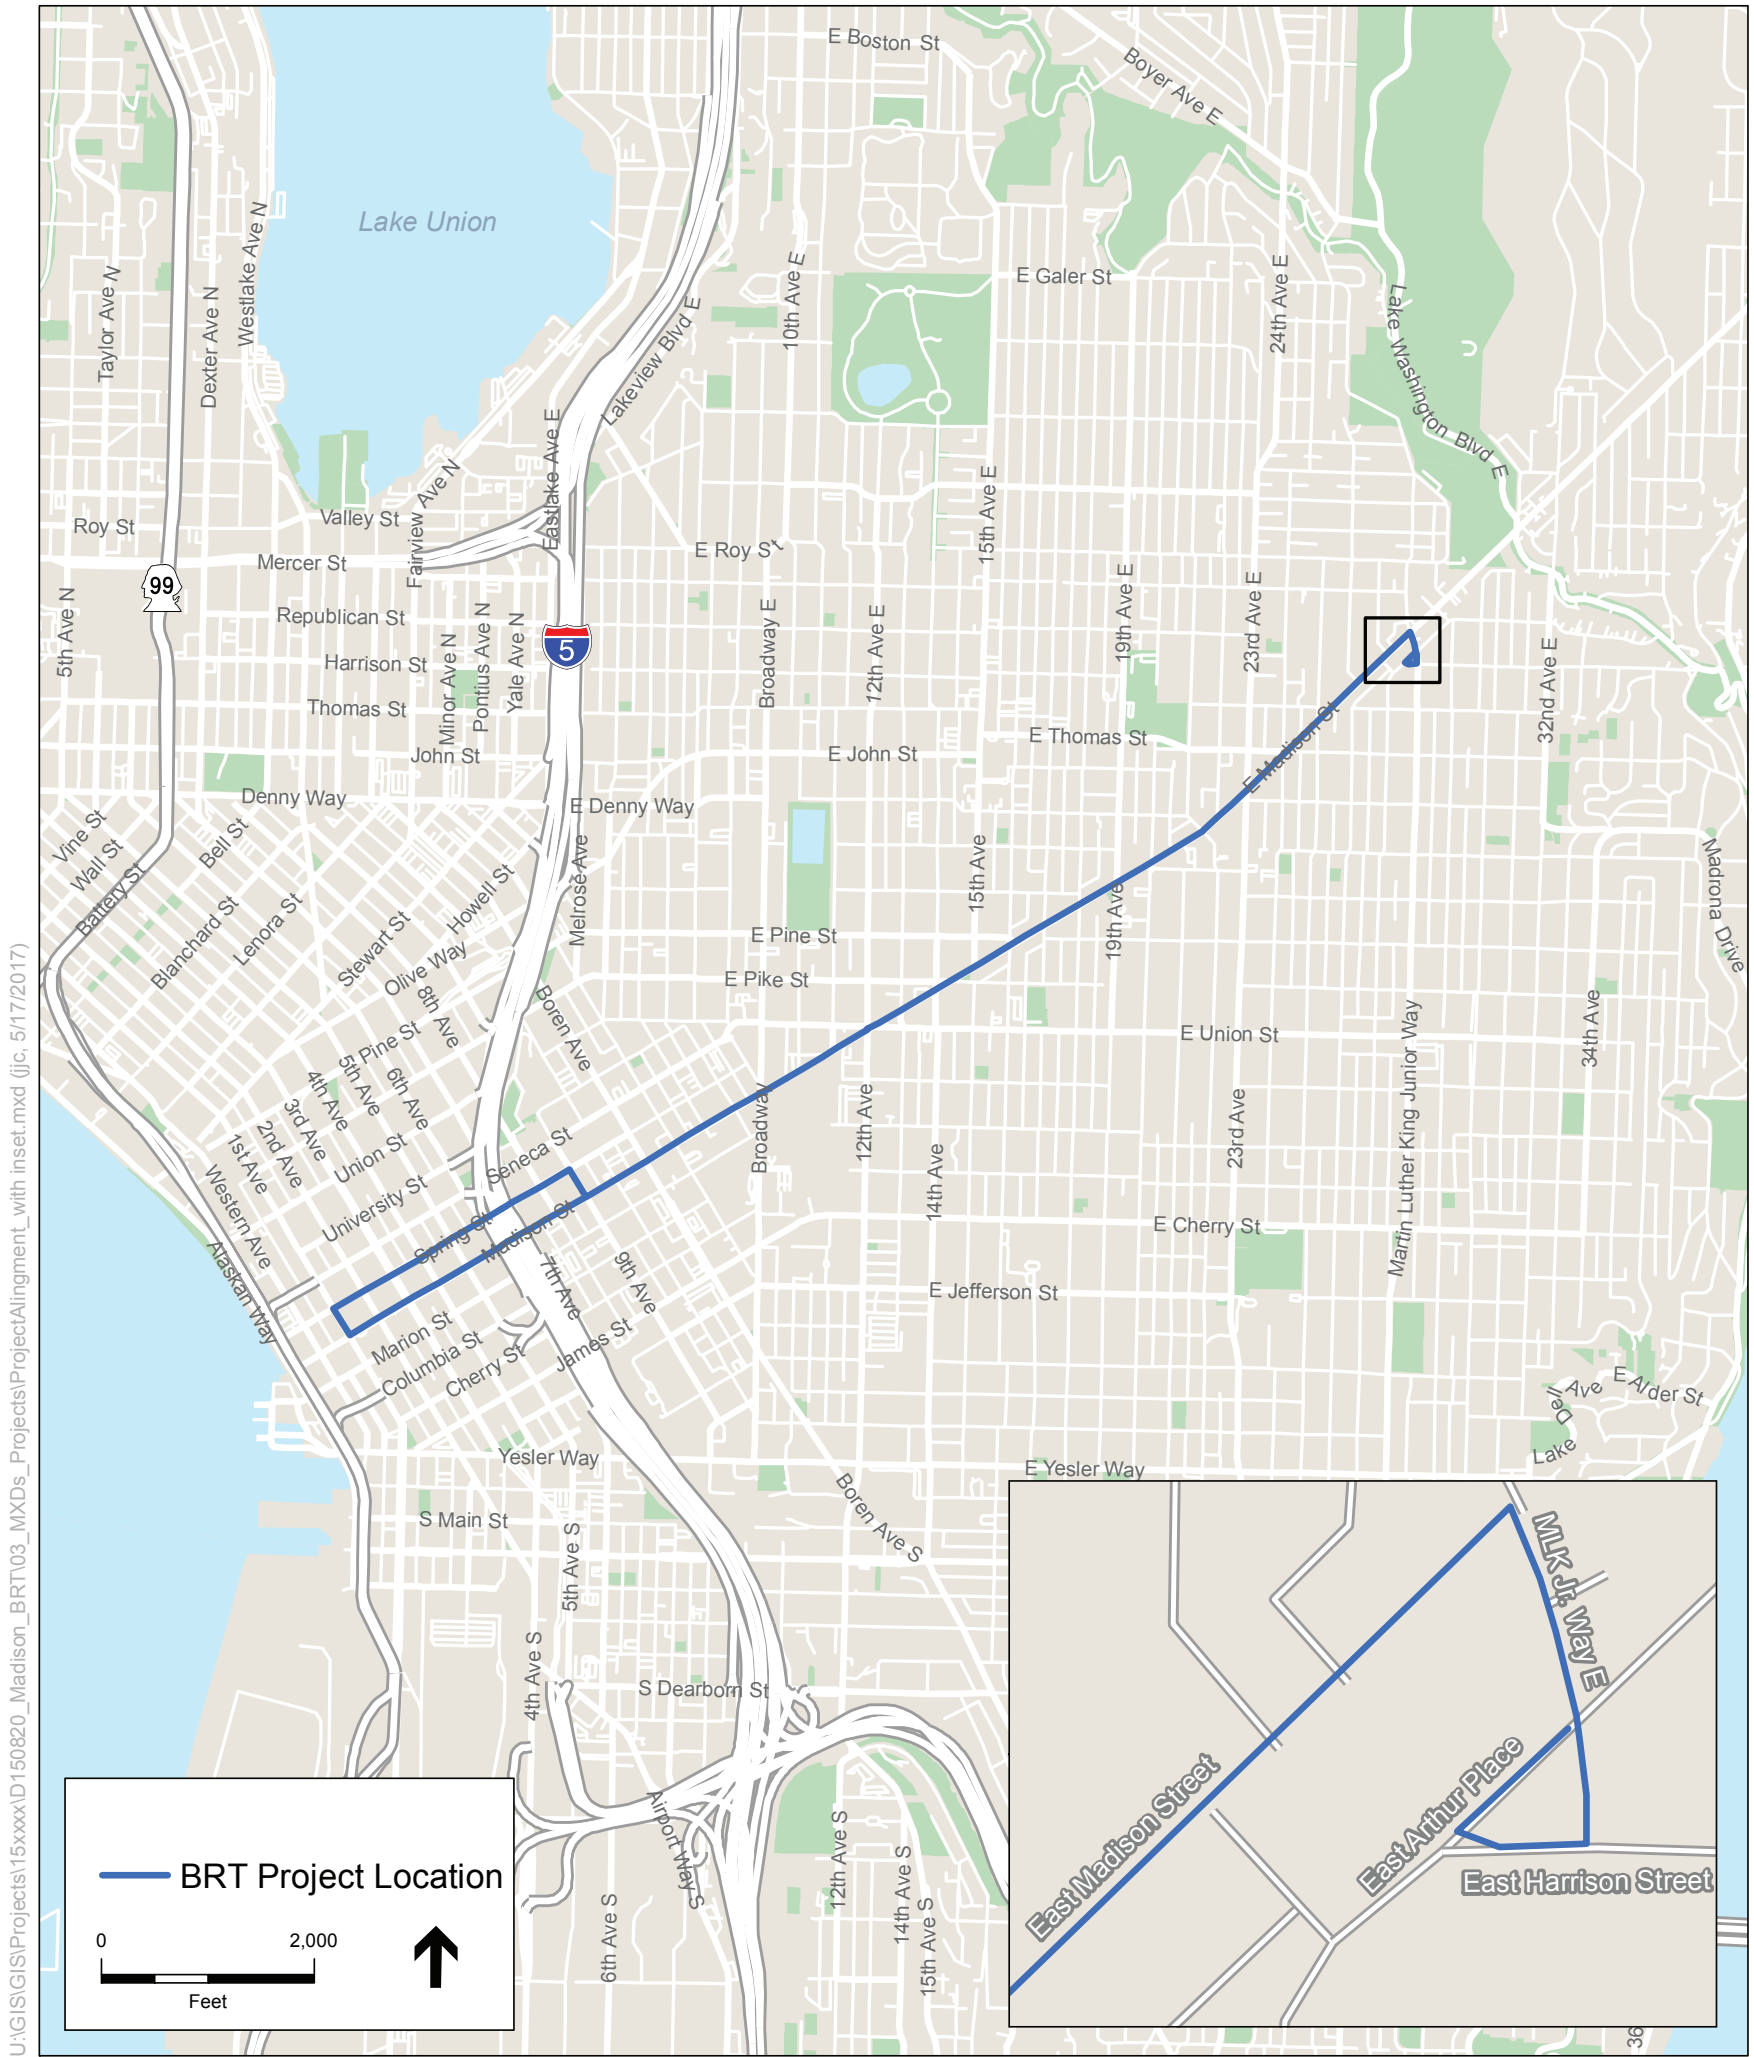 E Boston St
Boyer Ave E
Lake Union
Westlake Ave N
Taylor Ave N
Dexter Ave N
Lakeview Blvd E
10th Ave E
E Galer St
24th Ave E
Lake Washington Blvd E
Roy St
Valley St
Fairview Ave N
Eastlake Ave E
15th Ave E
E Roy St
Mercer St
99
5th Ave N
Republican St
Harrison St
Thomas St
Minor Ave N
Pontius Ave N
Yale Ave N
5
Broadway E
12th Ave E
19th Ave E
23rd Ave E
32nd Ave E
John St
E John St
E Thomas St
E Madison St
Denny Way
E Denny Way
Vine St
Wall St
Battery St
Bell St
Blanchard St
Lenora St
Stewart St
Howell St
Olive Way
8th Ave
Melrose Ave
15th Ave
19th Ave
Madrona Drive
E Pine St
E Pike St
Boren Ave
E Union St
34th Ave
Martin Luther King Junior Way
Pine St
5th Ave
6th Ave
4th Ave
3rd Ave
2nd Ave
1st Ave
Western Ave
Union St
University St
Seneca St
Spring St
Madison St
Broadway
12th Ave
14th Ave
23rd Ave
E Cherry St
Alaskan Way
7th Ave
9th Ave
E Jefferson St
Marion St
Columbia St
Cherry St
James St
E Alder St
Lake Dell Ave
Yesler Way
E Yesler Way
S Main St
5th Ave S
4th Ave S
Boren Ave S
S Dearborn St
Airport Way S
6th Ave S
12th Ave S
14th Ave S
15th Ave S
36
MLK Jr. Way E
East Madison Street
East Arthur Place
East Harrison Street
BRT Project Location
0 2,000
Feet
U:\GIS\GIS\Projects\15xxxx\D150820_Madison_BRT\03_MXDs_Projects\ProjectAlingment_with inset.mxd (jjc, 5/17/2017)